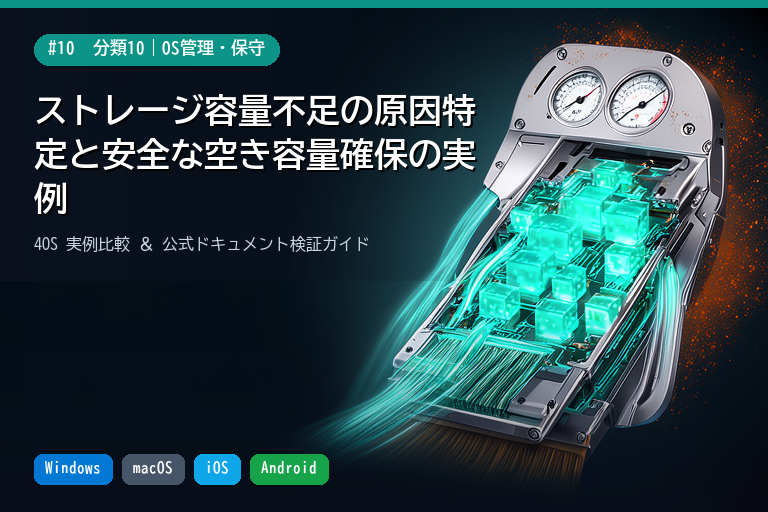 #10 分類10｜OS管理・保守
ストレージ容量不足の原因特
定と安全な空き容量確保の実
例
4OS 実例比較 ＆ 公式ドキュメント検証ガイド
Windows macOS iOS Android